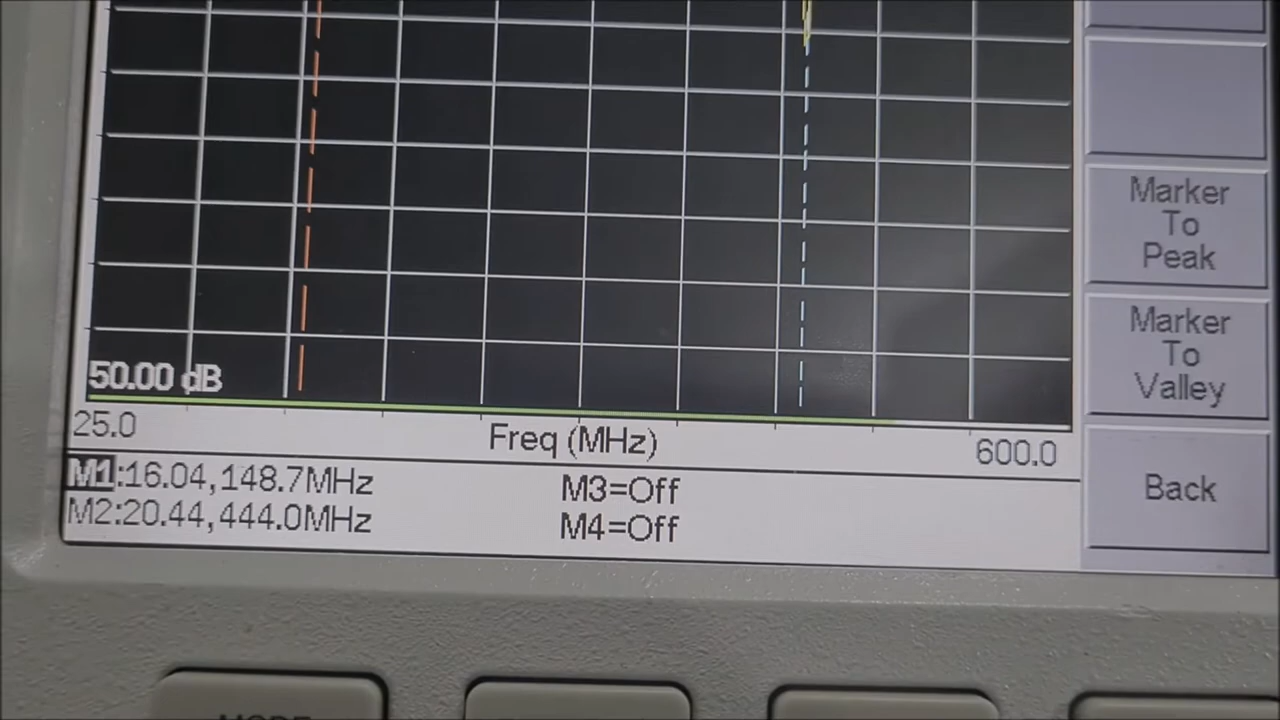 Marker
To
Peak
Marker
To
Valley
50.00 dB
25.0
Freq (MHz)
600.0
Back
M1:16.04,148.7MHz
M3=Off
M2:20.44,444.0MHz
M4=Off
MODE